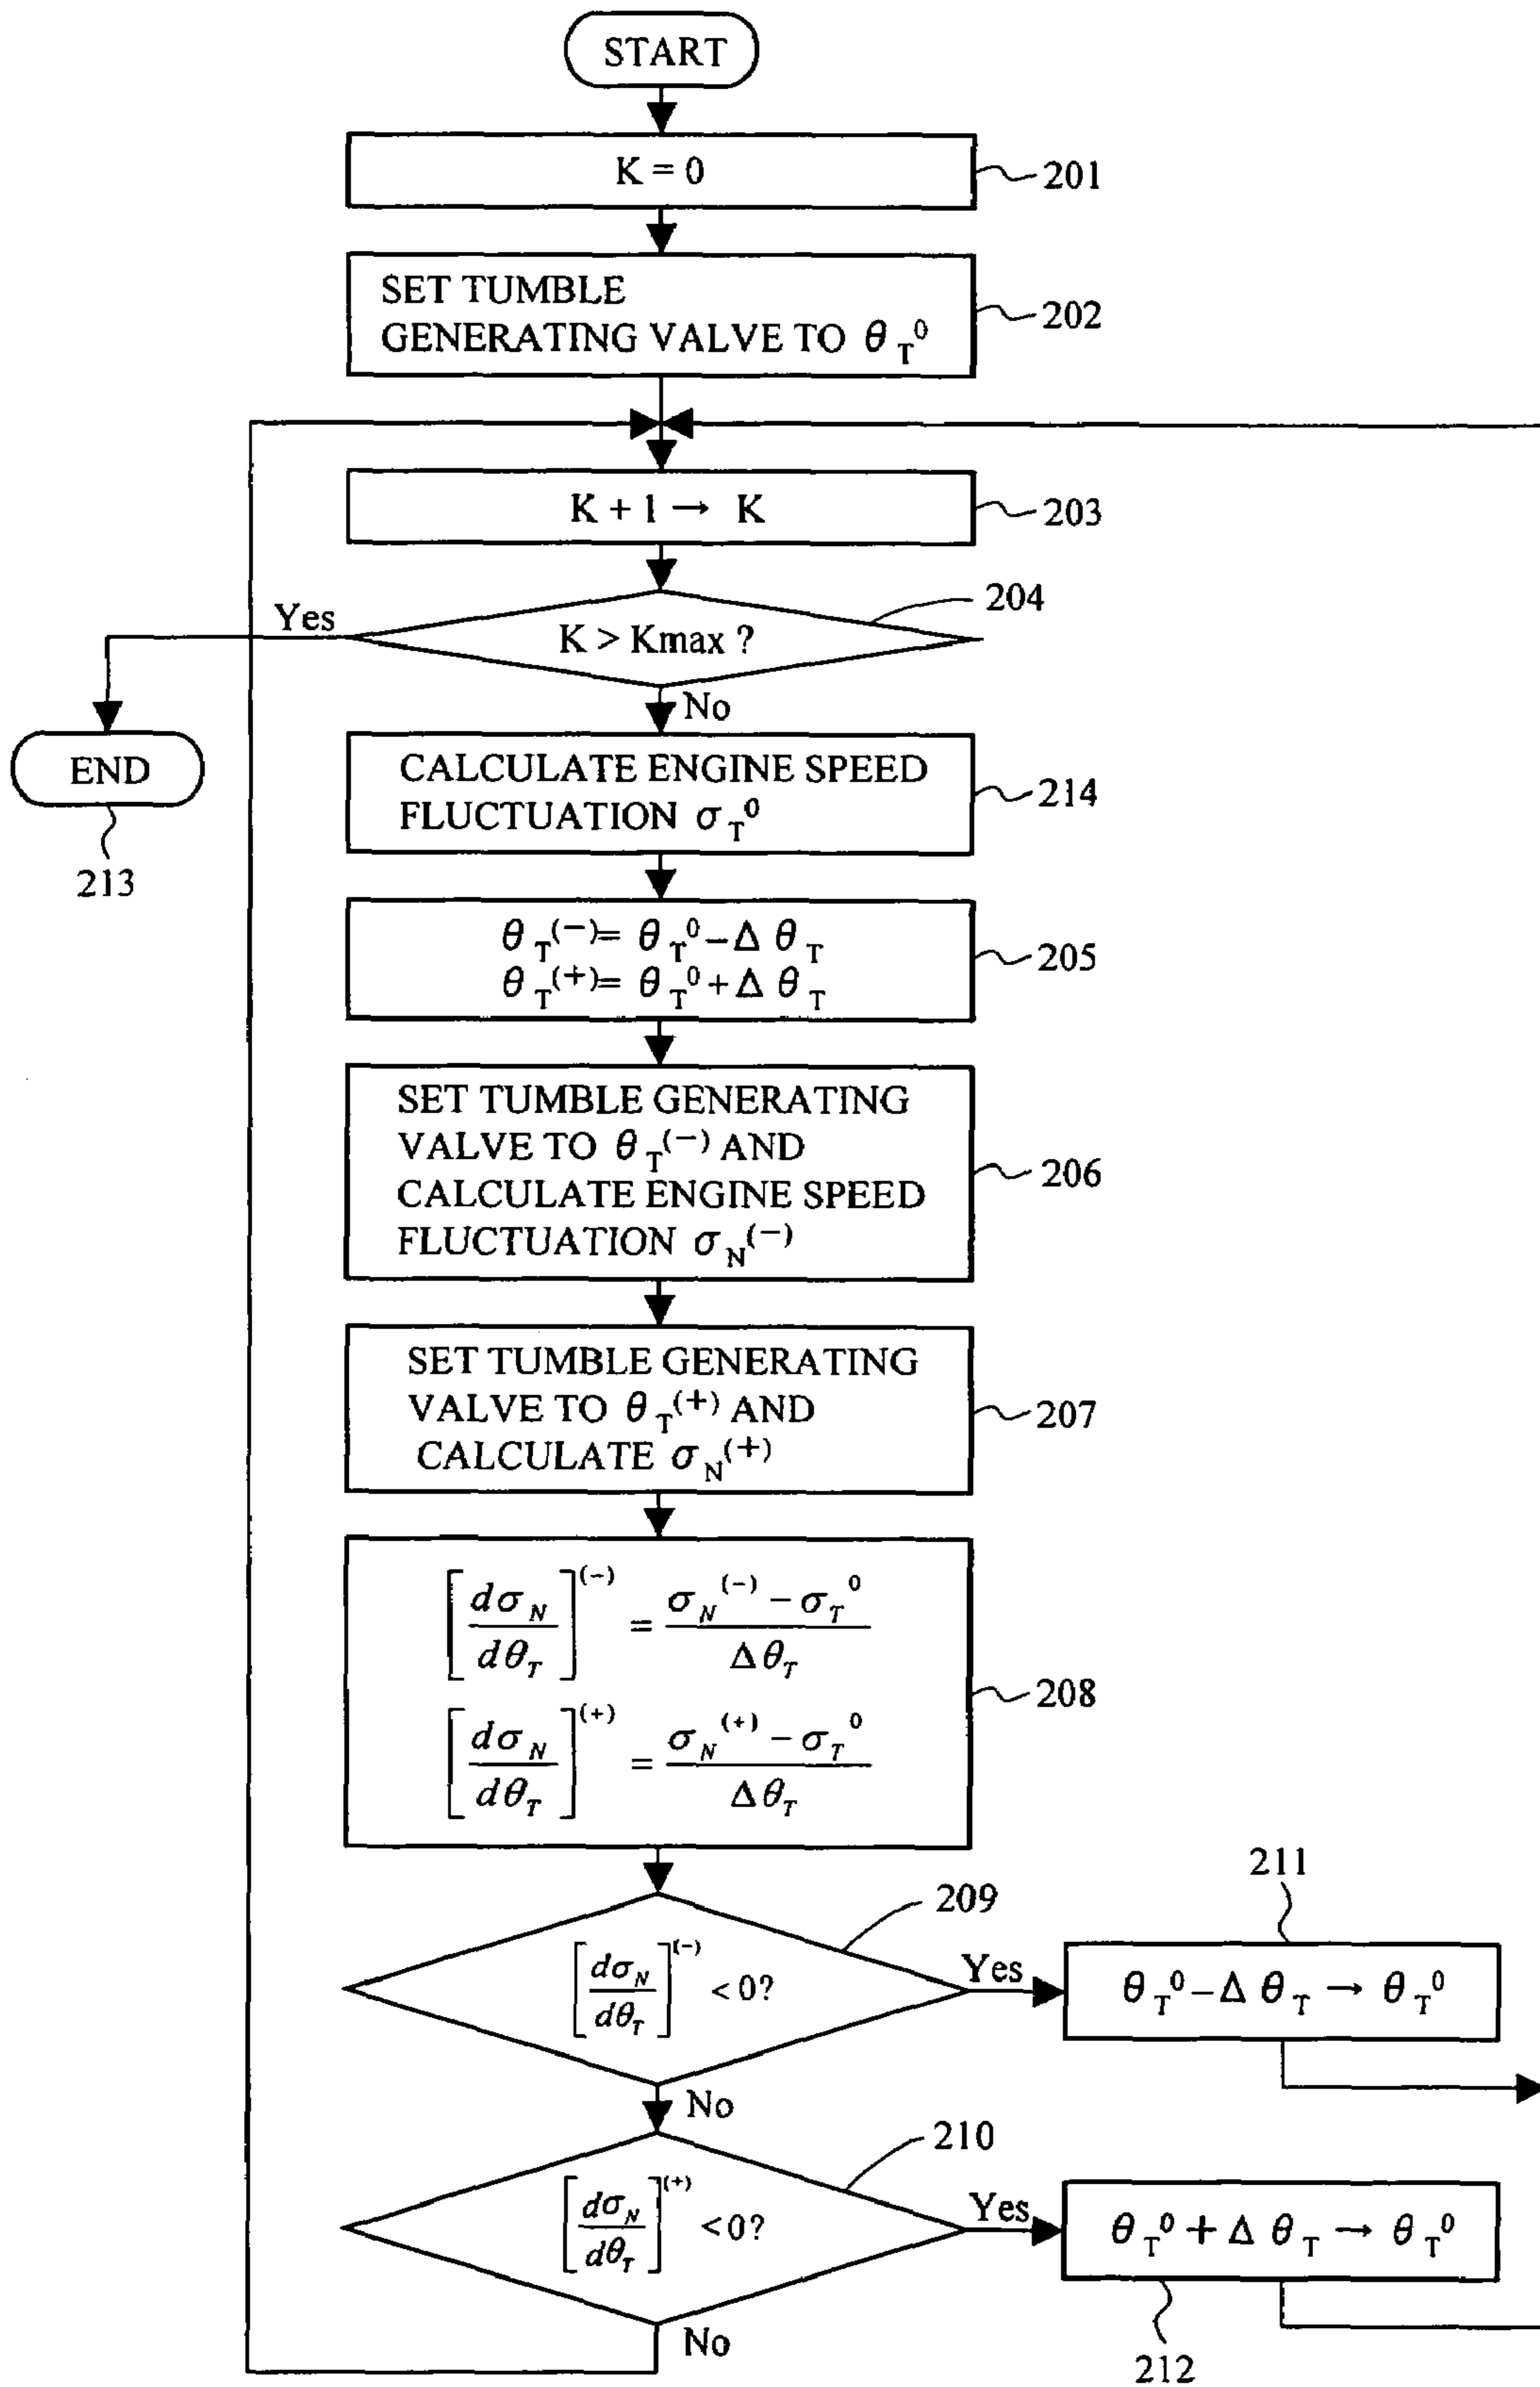 START
K = 0
201
SET TUMBLE
GENERATING VALVE TO θ_T^0
202
K + 1 → K
203
204
Yes
K > Kmax ?
No
END
213
CALCULATE ENGINE SPEED
FLUCTUATION σ_T^0
214
θ_T^(−)= θ_T^0 − Δ θ_T
θ_T^(+)= θ_T^0 + Δ θ_T
205
SET TUMBLE GENERATING
VALVE TO θ_T^(−) AND
CALCULATE ENGINE SPEED
FLUCTUATION σ_N^(−)
206
SET TUMBLE GENERATING
VALVE TO θ_T^(+) AND
CALCULATE σ_N^(+)
207
[dσ_N/dθ_T]^(−) = (σ_N^(−) − σ_T^0)/Δθ_T
[dσ_N/dθ_T]^(+) = (σ_N^(+) − σ_T^0)/Δθ_T
208
209
[dσ_N/dθ_T]^(−) < 0?
Yes
211
θ_T^0 − Δ θ_T → θ_T^0
No
210
[dσ_N/dθ_T]^(+) < 0?
Yes
θ_T^0 + Δ θ_T → θ_T^0
212
No